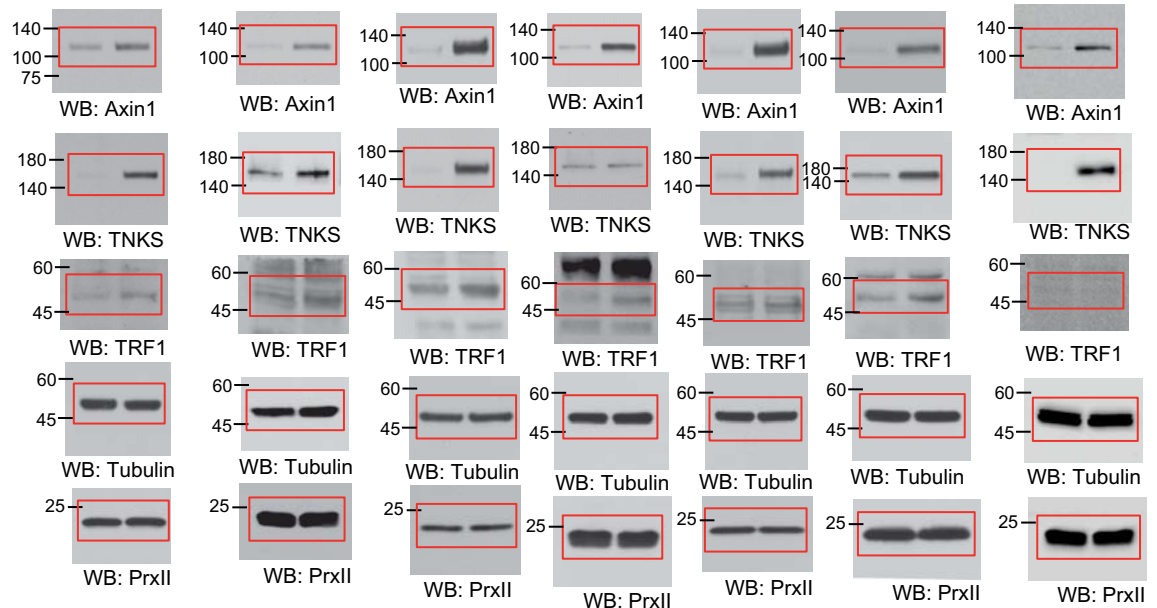 140 140 140 140 140 140 140
100 100 100 100 100 100 100
75
WB: Axin1 WB: Axin1 WB: Axin1 WB: Axin1 WB: Axin1 WB: Axin1 WB: Axin1
180 180 180 180 180 180 180
140 140 140 140 140 140 140
WB: TNKS WB: TNKS WB: TNKS WB: TNKS WB: TNKS WB: TNKS WB: TNKS
60 60 60 60 60 60 60
45 45 45 45 45 45 45
WB: TRF1 WB: TRF1 WB: TRF1 WB: TRF1 WB: TRF1 WB: TRF1 WB: TRF1
60 60 60 60 60 60 60
45 45 45 45 45 45 45
WB: Tubulin WB: Tubulin WB: Tubulin WB: Tubulin WB: Tubulin WB: Tubulin WB: Tubulin
25 25 25 25 25 25 25
WB: PrxII WB: PrxII WB: PrxII WB: PrxII WB: PrxII WB: PrxII WB: PrxII